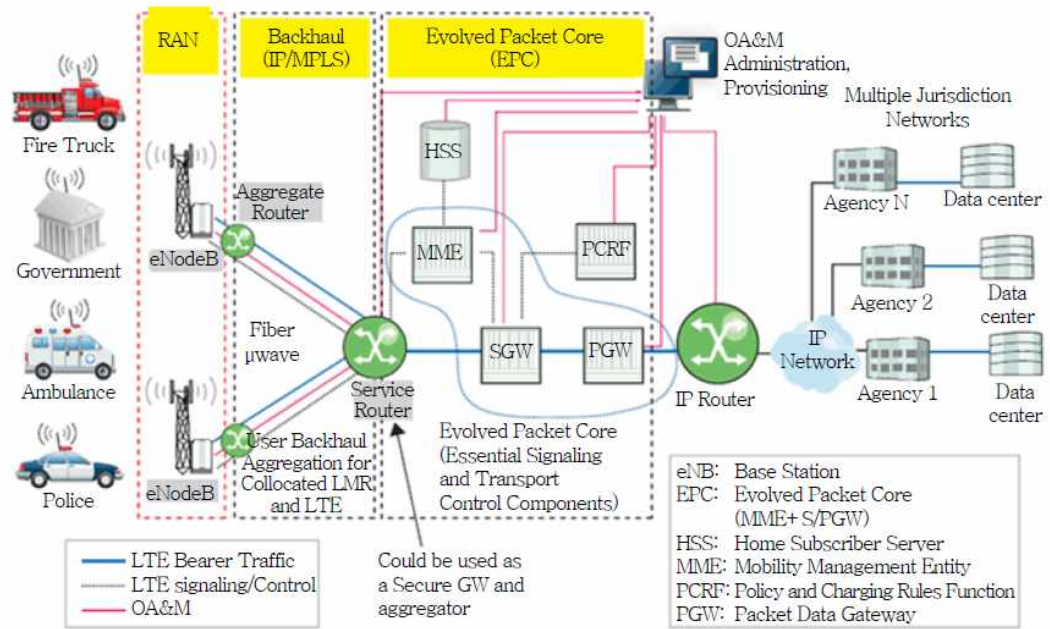 RAN
Backhaul
(IP/MPLS)
Evolved Packet Core
(EPC)
OA&M
Administration,
Provisioning
Multiple Jurisdiction
Networks
Fire Truck
HSS
Aggregate
Router
Agency N
Data center
MME
PCRF
Government
eNodeB
Agency 2
Data
center
Fiber
μwave
SGW
PGW
IP
Network
Ambulance
Service
Router
IP Router
Agency 1
Data
center
User Backhaul
Aggregation for
Collocated LMR
and LTE
Evolved Packet Core
(Essential Signaling
and Transport
Control Components)
Police
eNodeB
eNB: Base Station
EPC: Evolved Packet Core
(MME+ S/PGW)
HSS: Home Subscriber Server
MME: Mobility Management Entity
PCRF: Policy and Charging Rules Function
PGW: Packet Data Gateway
LTE Bearer Traffic
LTE signaling/Control
OA&M
Could be used as
a Secure GW and
aggregator